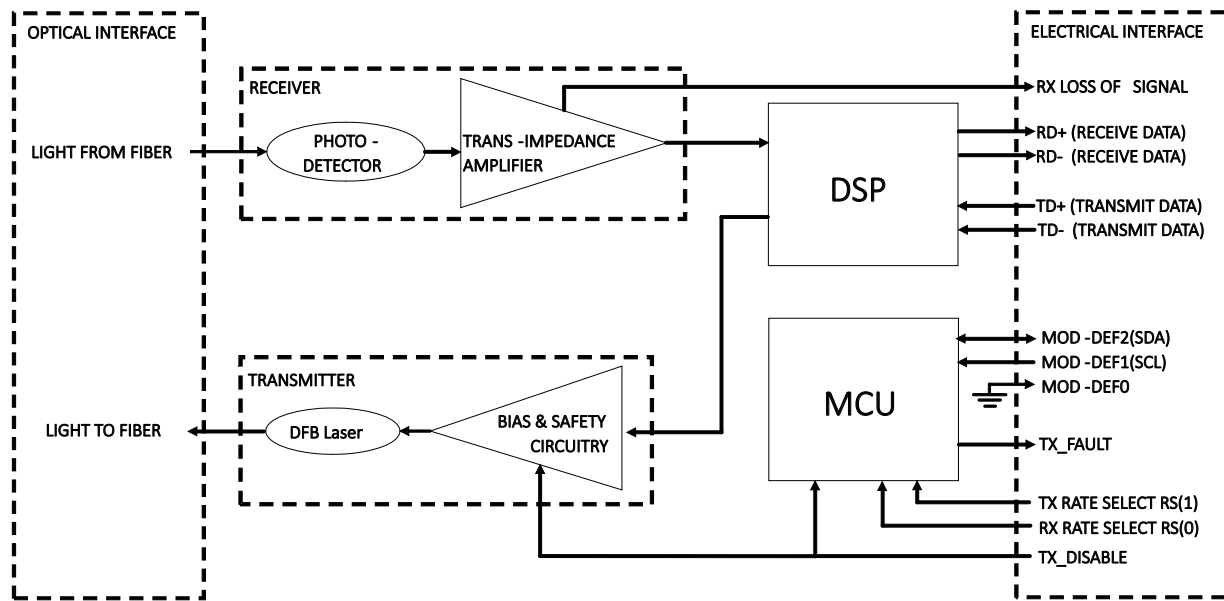 OPTICAL INTERFACE
ELECTRICAL INTERFACE
RECEIVER
RX LOSS OF SIGNAL
PHOTO - DETECTOR
TRANS -IMPEDANCE
AMPLIFIER
LIGHT FROM FIBER
DSP
RD+ (RECEIVE DATA)
RD- (RECEIVE DATA)
TD+ (TRANSMIT DATA)
TD- (TRANSMIT DATA)
TRANSMITTER
LIGHT TO FIBER
DFB Laser
BIAS & SAFETY
CIRCUITRY
MCU
MOD -DEF2(SDA)
MOD -DEF1(SCL)
MOD -DEF0
TX_FAULT
TX RATE SELECT RS(1)
RX RATE SELECT RS(0)
TX_DISABLE